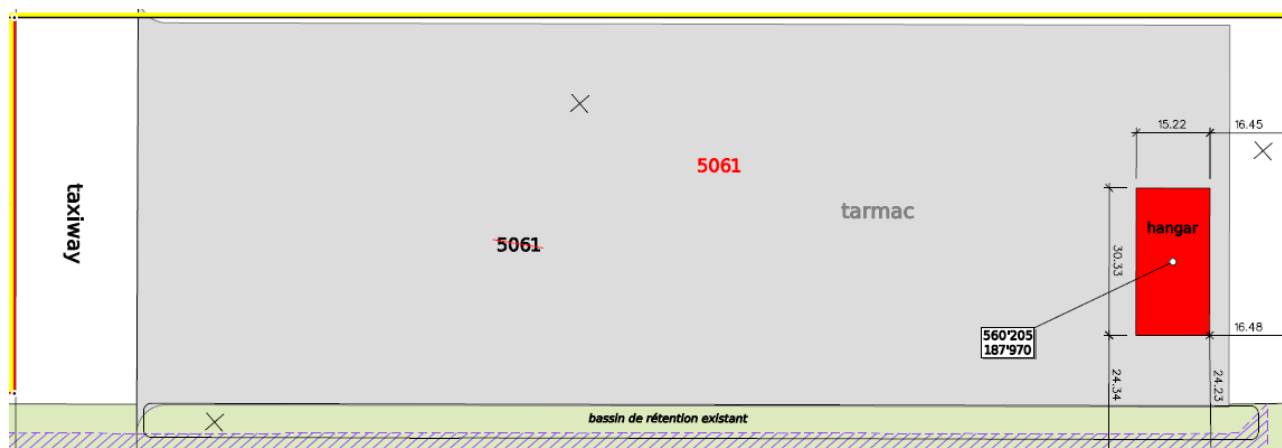 15.22
16.45
5061
taxiway
tarmac
hangar
5061
30.33
560'205
187'970
16.48
24.34
24.23
bassin de rétention existant